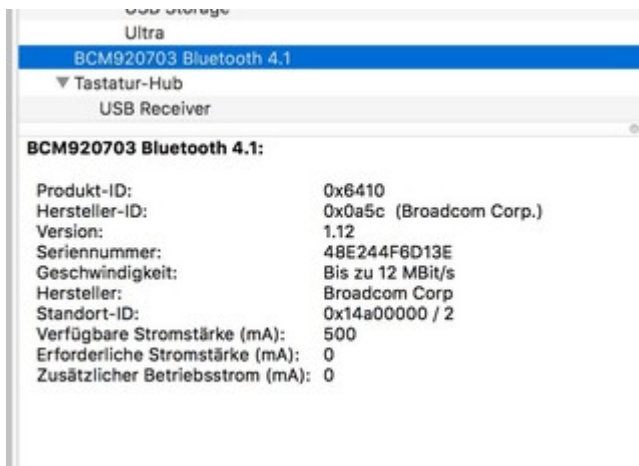 USB Storage
Ultra
BCM920703 Bluetooth 4.1
Tastatur-Hub
USB Receiver
BCM920703 Bluetooth 4.1:
Produkt-ID: 0x6410
Hersteller-ID: 0x0a5c (Broadcom Corp.)
Version: 1.12
Seriennummer: 48E244F6D13E
Geschwindigkeit: Bis zu 12 MBit/s
Hersteller: Broadcom Corp
Standort-ID: 0x14a00000 / 2
Verfügbare Stromstärke (mA): 500
Erforderliche Stromstärke (mA): 0
Zusätzlicher Betriebsstrom (mA): 0